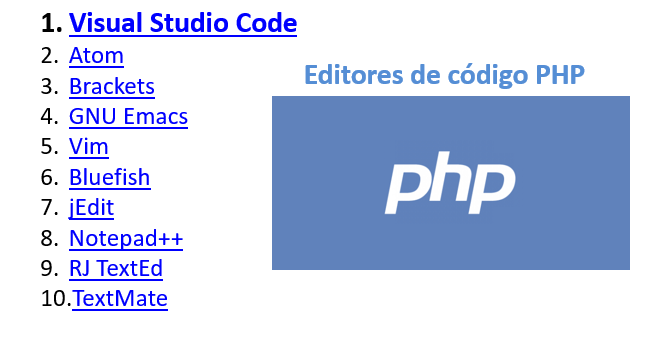 1. Visual Studio Code
2. Atom
3. Brackets
4. GNU Emacs
5. Vim
6. Bluefish
7. jEdit
8. Notepad++
9. RJ TextEd
10.TextMate
Editores de código PHP
php